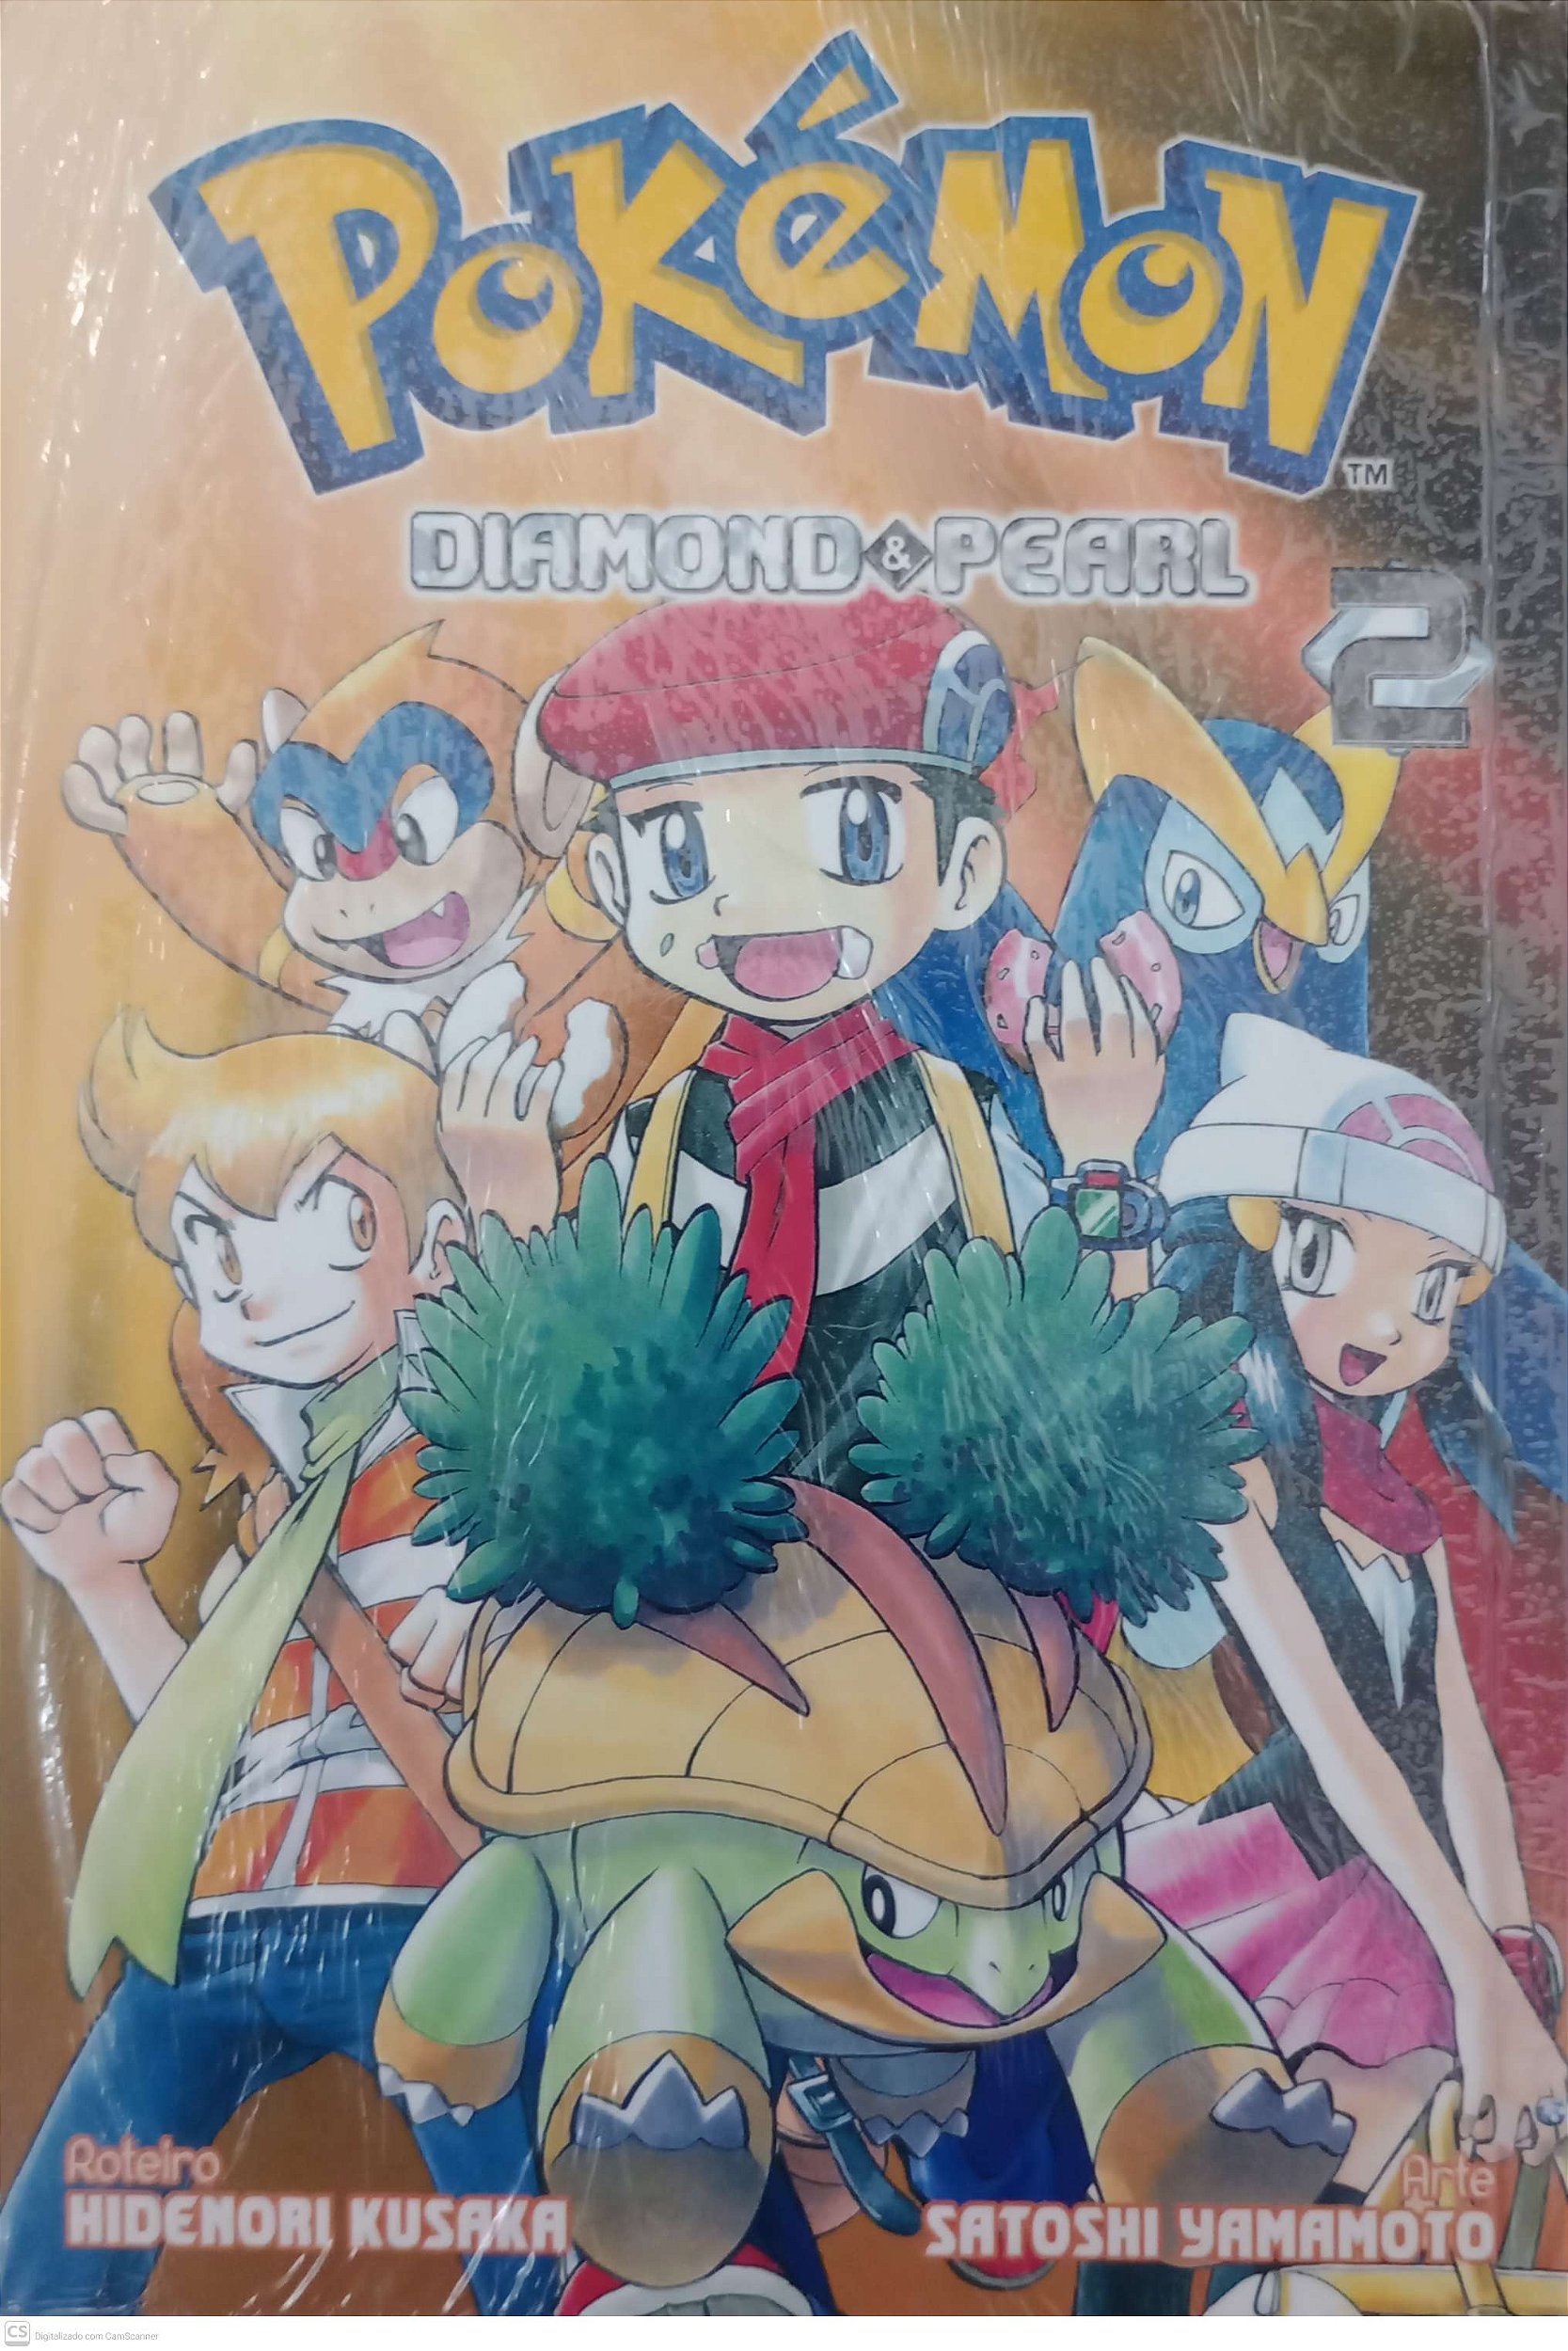 POKéMON
TM
DIAMOND & PEARL
2
Roteiro
HIDENORI KUSAKA
Arte
SATOSHI YAMAMOTO
CS Digitalizado com CamScanner